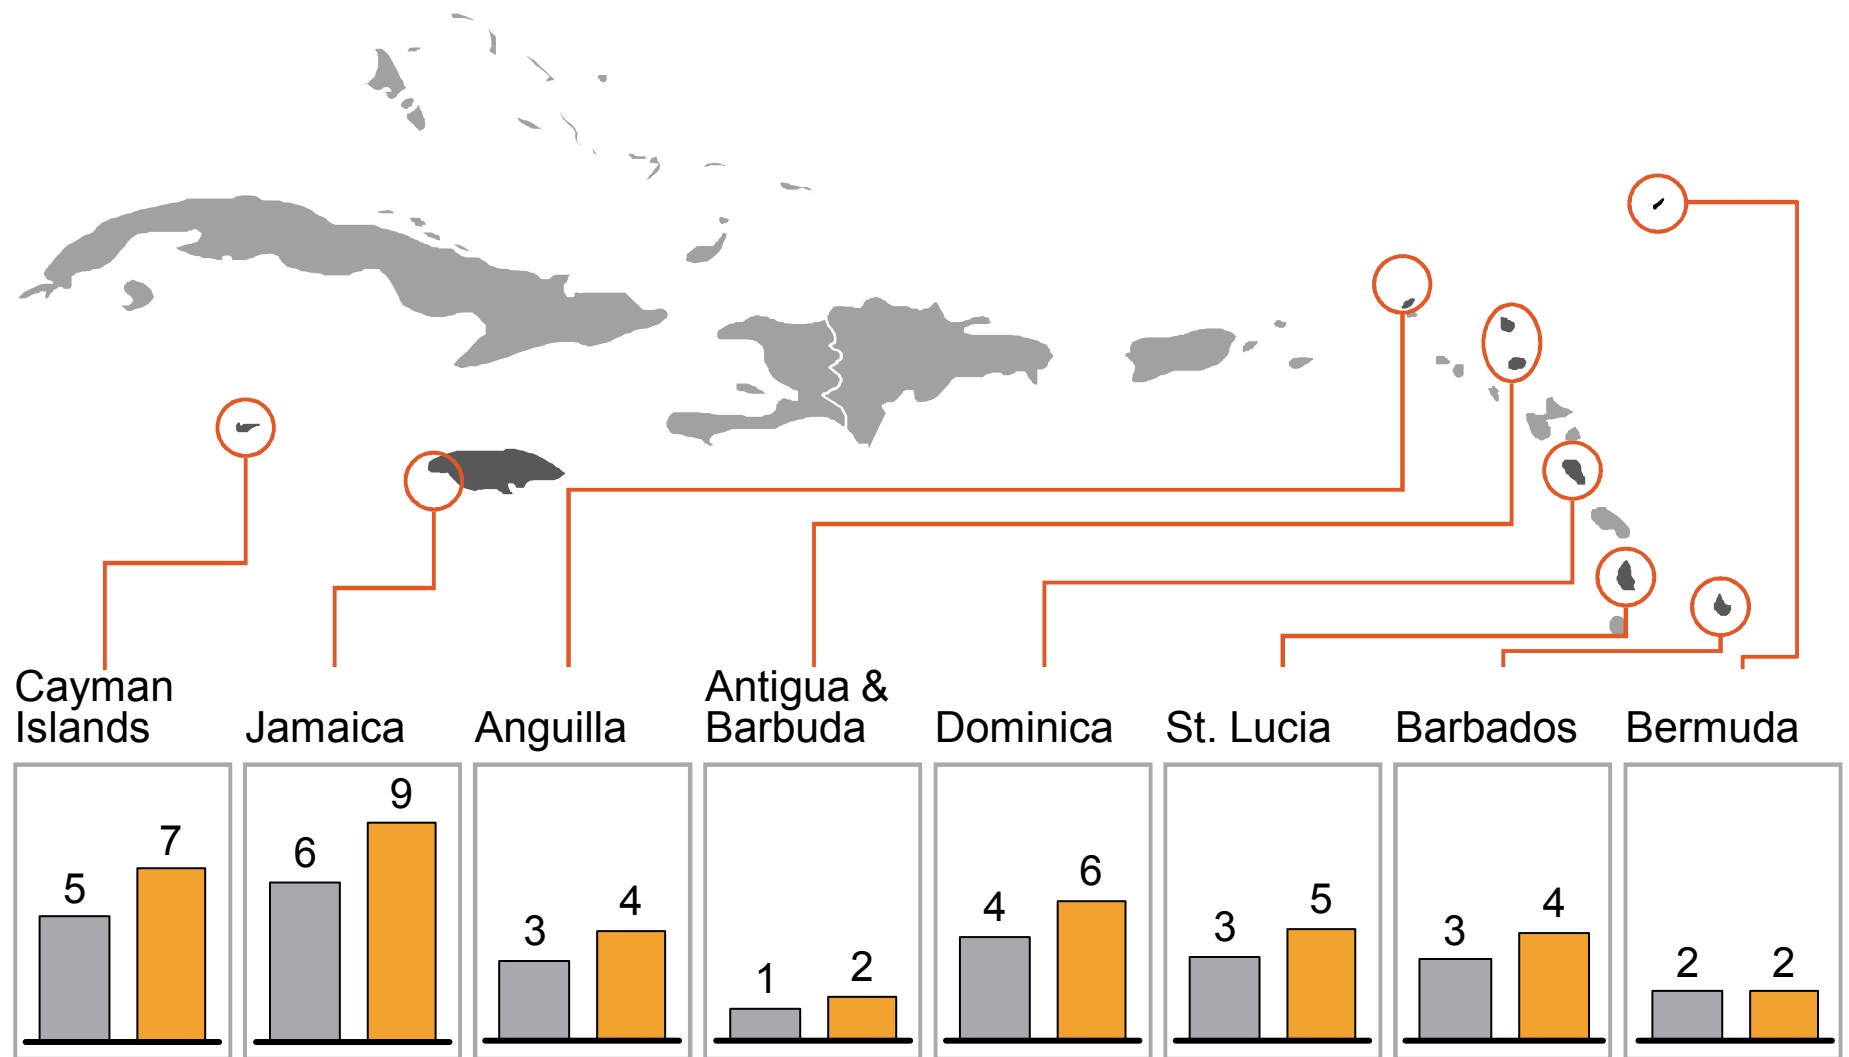 Cayman
Islands
Jamaica
Anguilla
Antigua &
Barbuda
Dominica
St. Lucia
Barbados
Bermuda
5
7
6
9
3
4
1
2
4
6
3
5
3
4
2
2